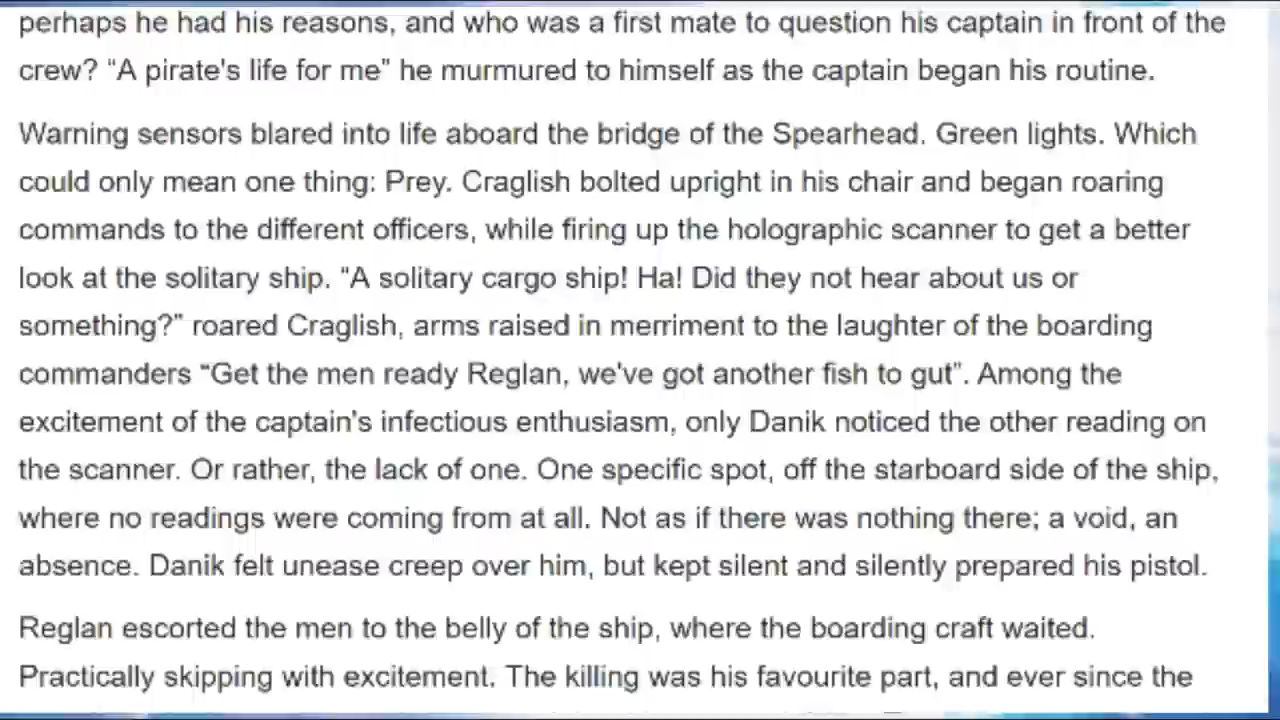 perhaps he had his reasons, and who was a first mate to question his captain in front of the
crew? “A pirate's life for me” he murmured to himself as the captain began his routine.
Warning sensors blared into life aboard the bridge of the Spearhead. Green lights. Which
could only mean one thing: Prey. Craglish bolted upright in his chair and began roaring
commands to the different officers, while firing up the holographic scanner to get a better
look at the solitary ship. “A solitary cargo ship! Ha! Did they not hear about us or
something?” roared Craglish, arms raised in merriment to the laughter of the boarding
commanders “Get the men ready Reglan, we've got another fish to gut”. Among the
excitement of the captain's infectious enthusiasm, only Danik noticed the other reading on
the scanner. Or rather, the lack of one. One specific spot, off the starboard side of the ship,
where no readings were coming from at all. Not as if there was nothing there; a void, an
absence. Danik felt unease creep over him, but kept silent and silently prepared his pistol.
Reglan escorted the men to the belly of the ship, where the boarding craft waited.
Practically skipping with excitement. The killing was his favourite part, and ever since the